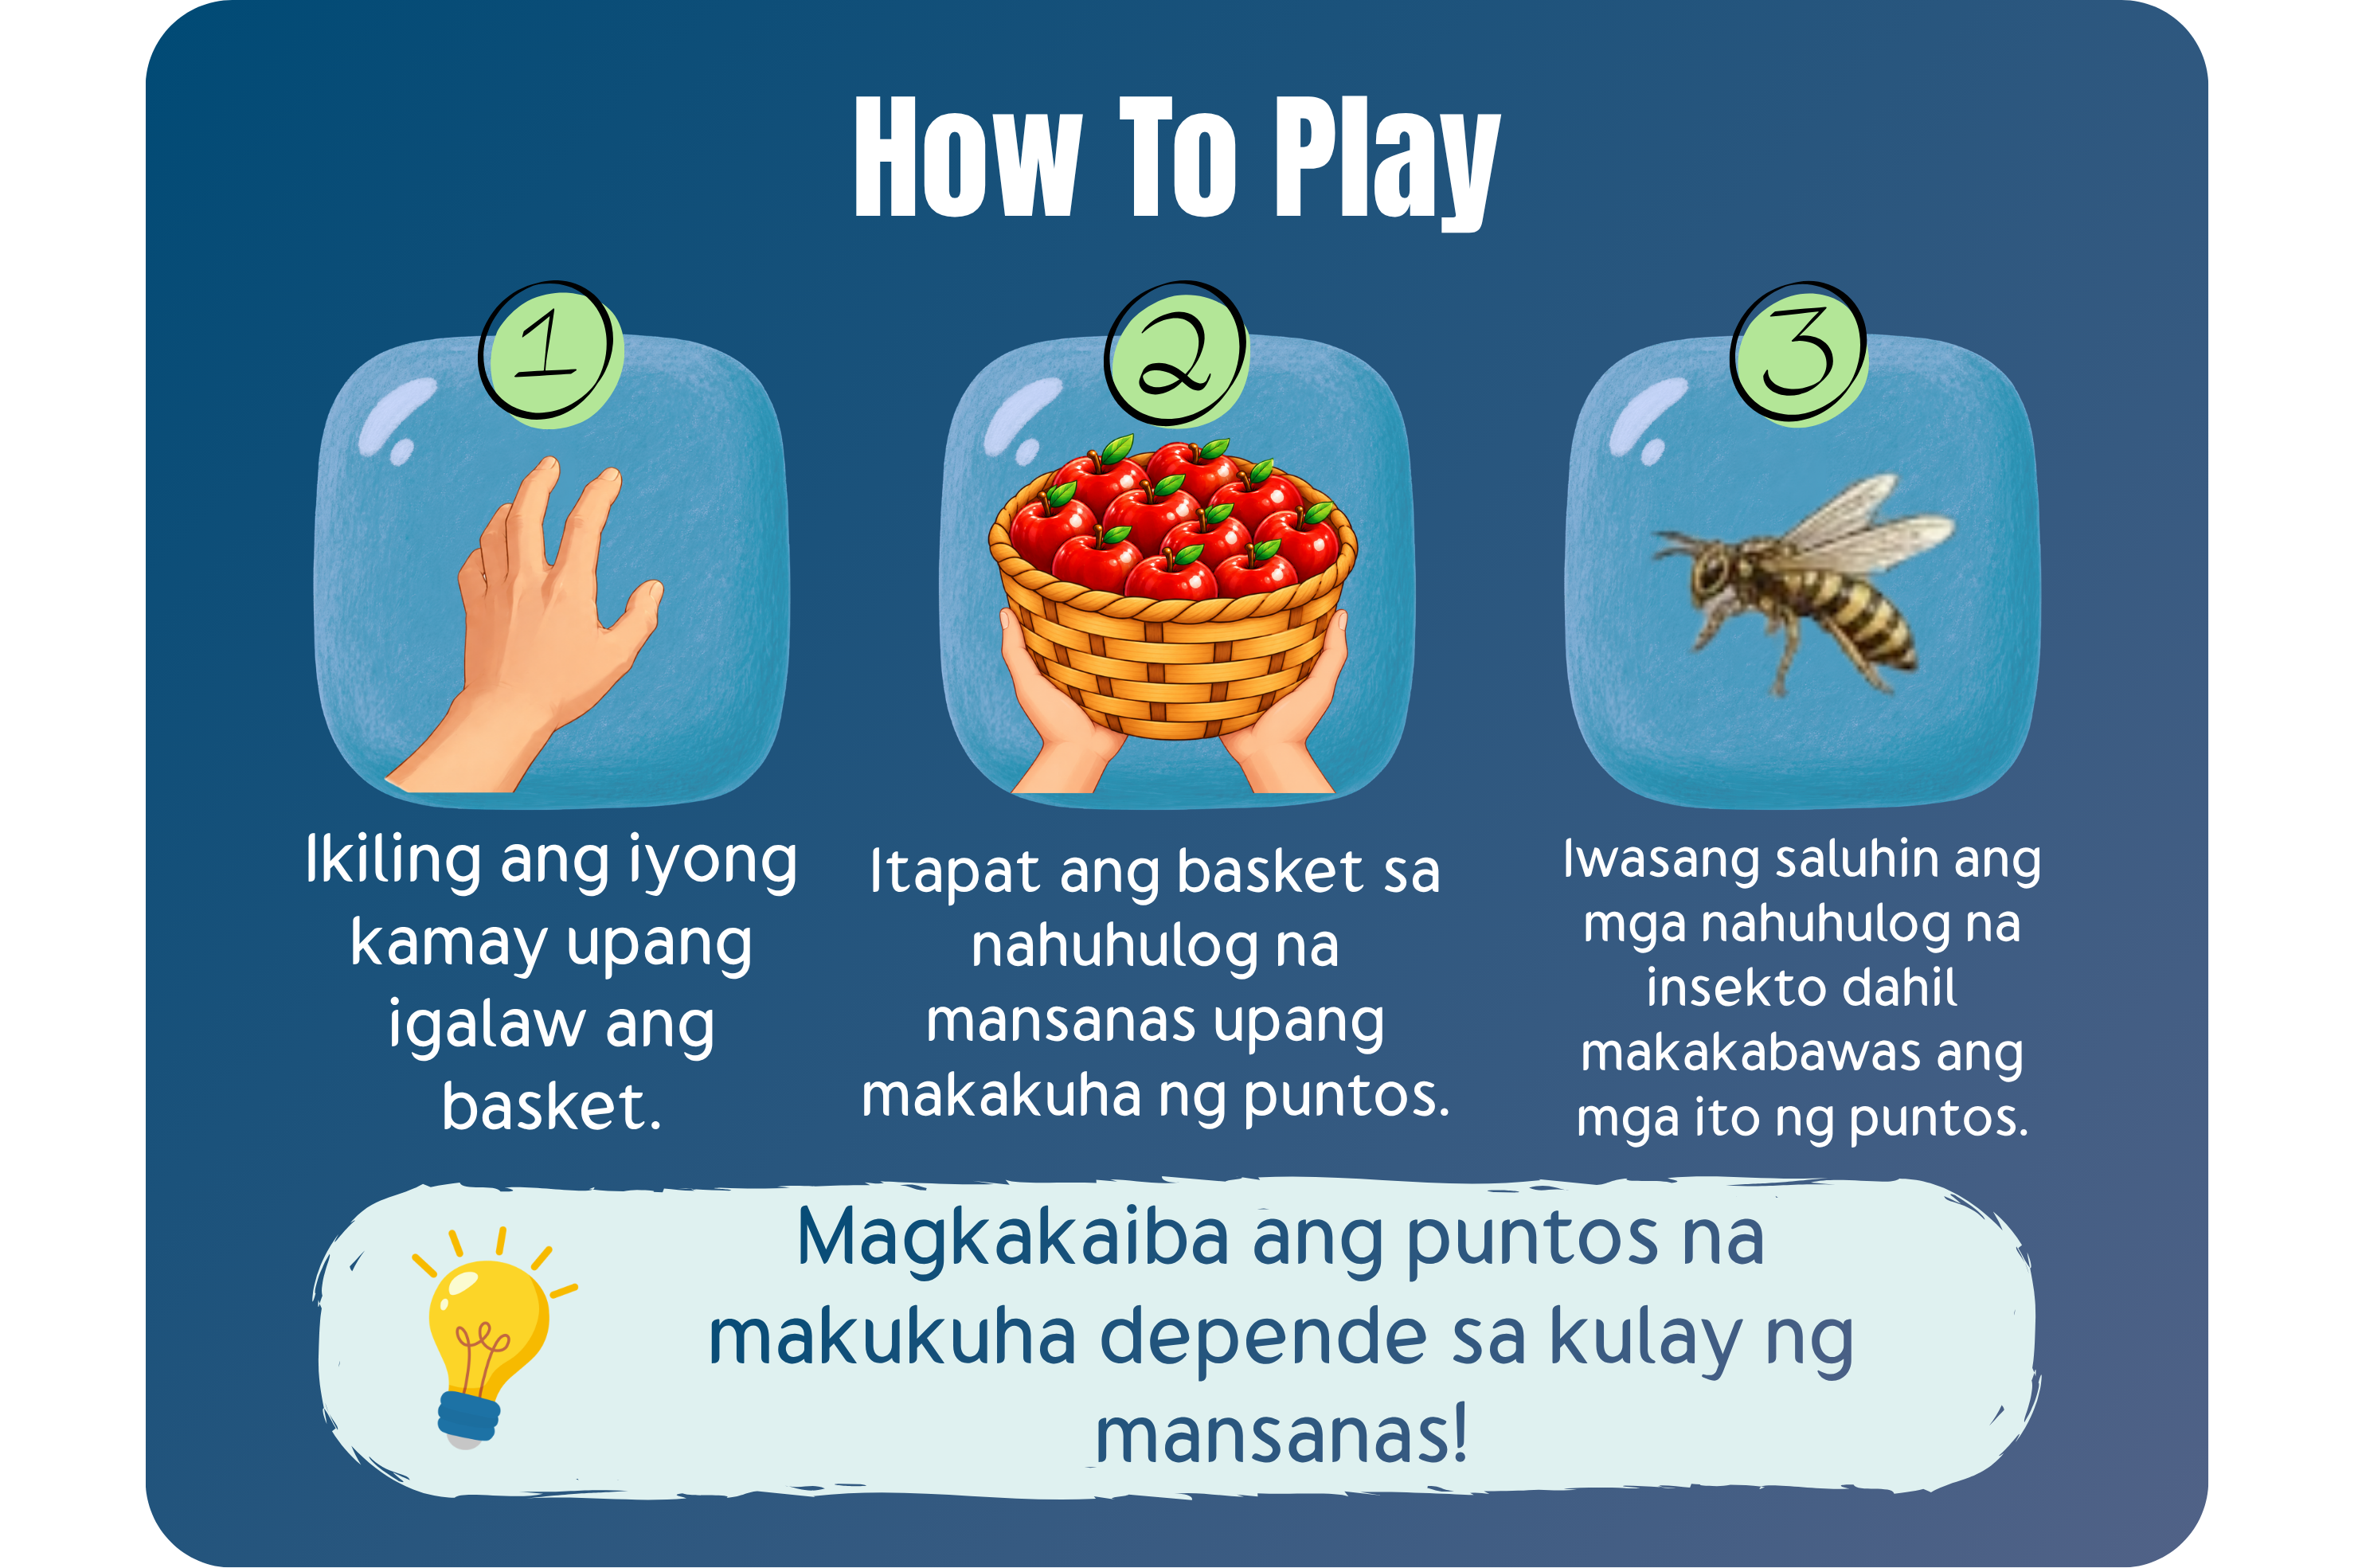 How To Play
1
Ikiling ang iyong
kamay upang
igalaw ang
basket.
2
Itapat ang basket sa
nahuhulog na
mansanas upang
makakuha ng puntos.
3
Iwasang saluhin ang
mga nahuhulog na
insekto dahil
makakabawas ang
mga ito ng puntos.
Magkakaiba ang puntos na
makukuha depende sa kulay ng
mansanas!